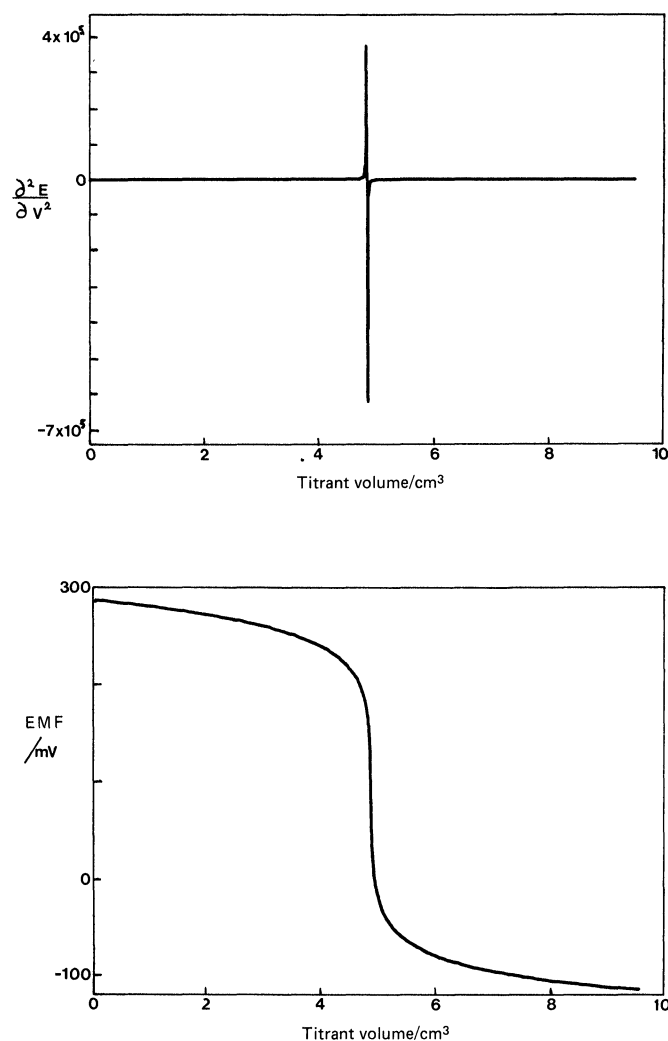 4x10⁵
0
∂²E
∂V²
-7x10⁵
0 2 4 6 8 10
Titrant volume/cm³
300
EMF
/mV
0
-100
0 2 4 6 8 10
Titrant volume/cm³